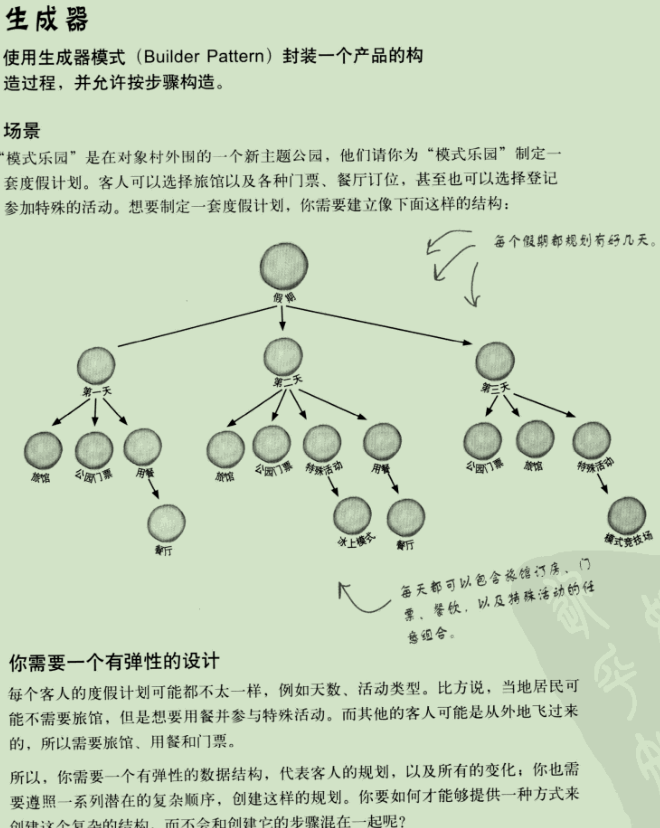 生成器
使用生成器模式（Builder Pattern）封装一个产品的构
造过程，并允许按步骤构造。
场景
“模式乐园”是在对象村外围的一个新主题公园，他们请你为“模式乐园”制定一
套度假计划。客人可以选择旅馆以及各种门票、餐厅订位，甚至也可以选择登记
参加特殊的活动。想要制定一套度假计划，你需要建立像下面这样的结构：
每个假期都规划有好几天。
假期
第一天
第二天
第三天
旅馆
公园门票
用餐
旅馆
公园门票
特殊活动
用餐
公园门票
旅馆
特殊活动
餐厅
冰上模式
餐厅
模式竞技场
每天都可以包含旅馆订房、门
票、餐饮，以及特殊活动的任
意组合。
你需要一个有弹性的设计
每个客人的度假计划可能都不太一样，例如天数、活动类型。比方说，当地居民可
能不需要旅馆，但是想要用餐并参与特殊活动。而其他的客人可能是从外地飞过来
的，所以需要旅馆、用餐和门票。
所以，你需要一个有弹性的数据结构，代表客人的规划，以及所有的变化；你也需
要遵照一系列潜在的复杂顺序，创建这样的规划。你要如何才能够提供一种方式来
创建这个复杂的结构，而不会和创建它的步骤混在一起呢？